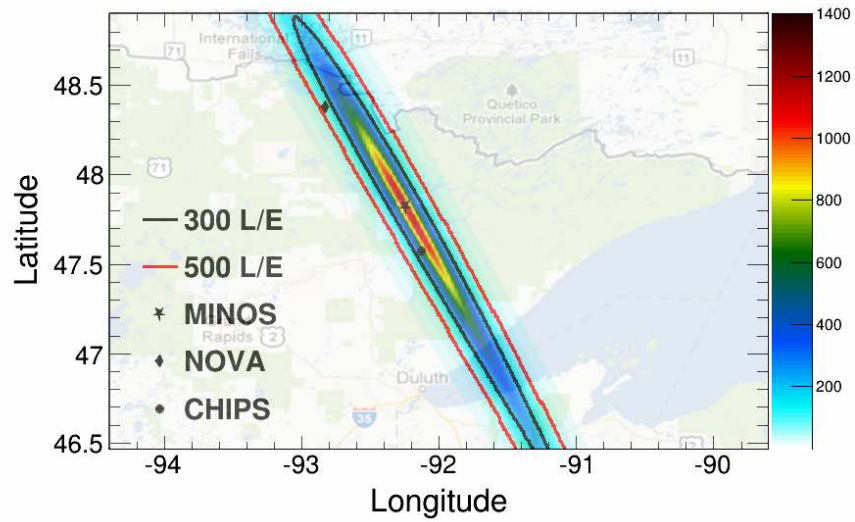 1400
1200
1000
800
600
400
200
48.5
48
47.5
47
46.5
-94
-93
-92
-91
-90
Latitude
Longitude
300 L/E
500 L/E
MINOS
NOVA
CHIPS
International
Falls
71
11
11
Quetico
Provincial Park
71
Rapids
2
Duluth
35
2